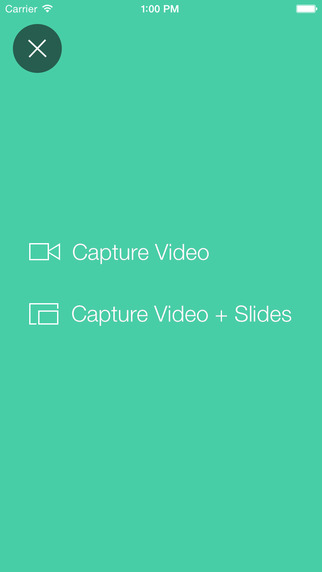 Carrier 1:00 PM
Capture Video
Capture Video + Slides